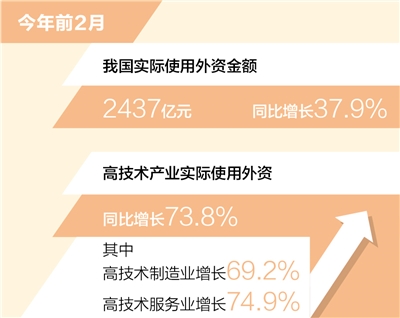 今年前2月
我国实际使用外资金额
2437亿元 同比增长37.9%
高技术产业实际使用外资
同比增长73.8%
其中
高技术制造业增长69.2%
高技术服务业增长74.9%